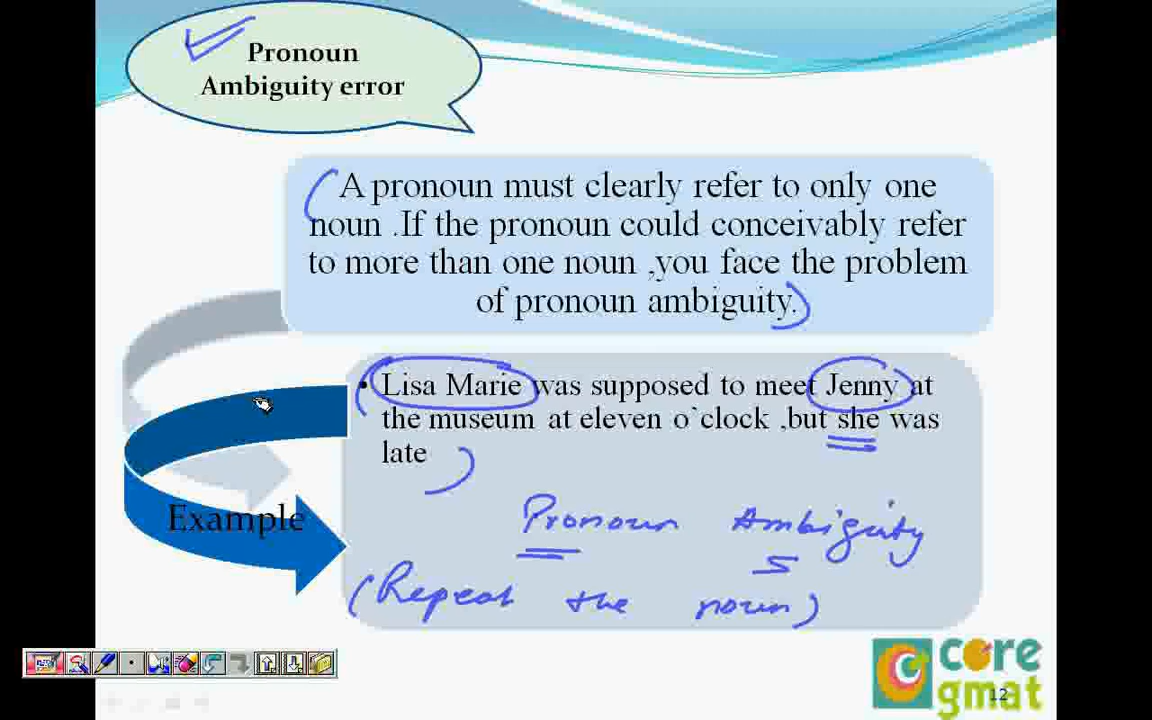 Pronoun
Ambiguity error
A pronoun must clearly refer to only one
noun .If the pronoun could conceivably refer
to more than one noun ,you face the problem
of pronoun ambiguity.
• Lisa Marie was supposed to meet Jenny at
the museum at eleven o`clock ,but she was
late
Example
Pronoun Ambiguity
(Repeat the noun)
core
gmat
12